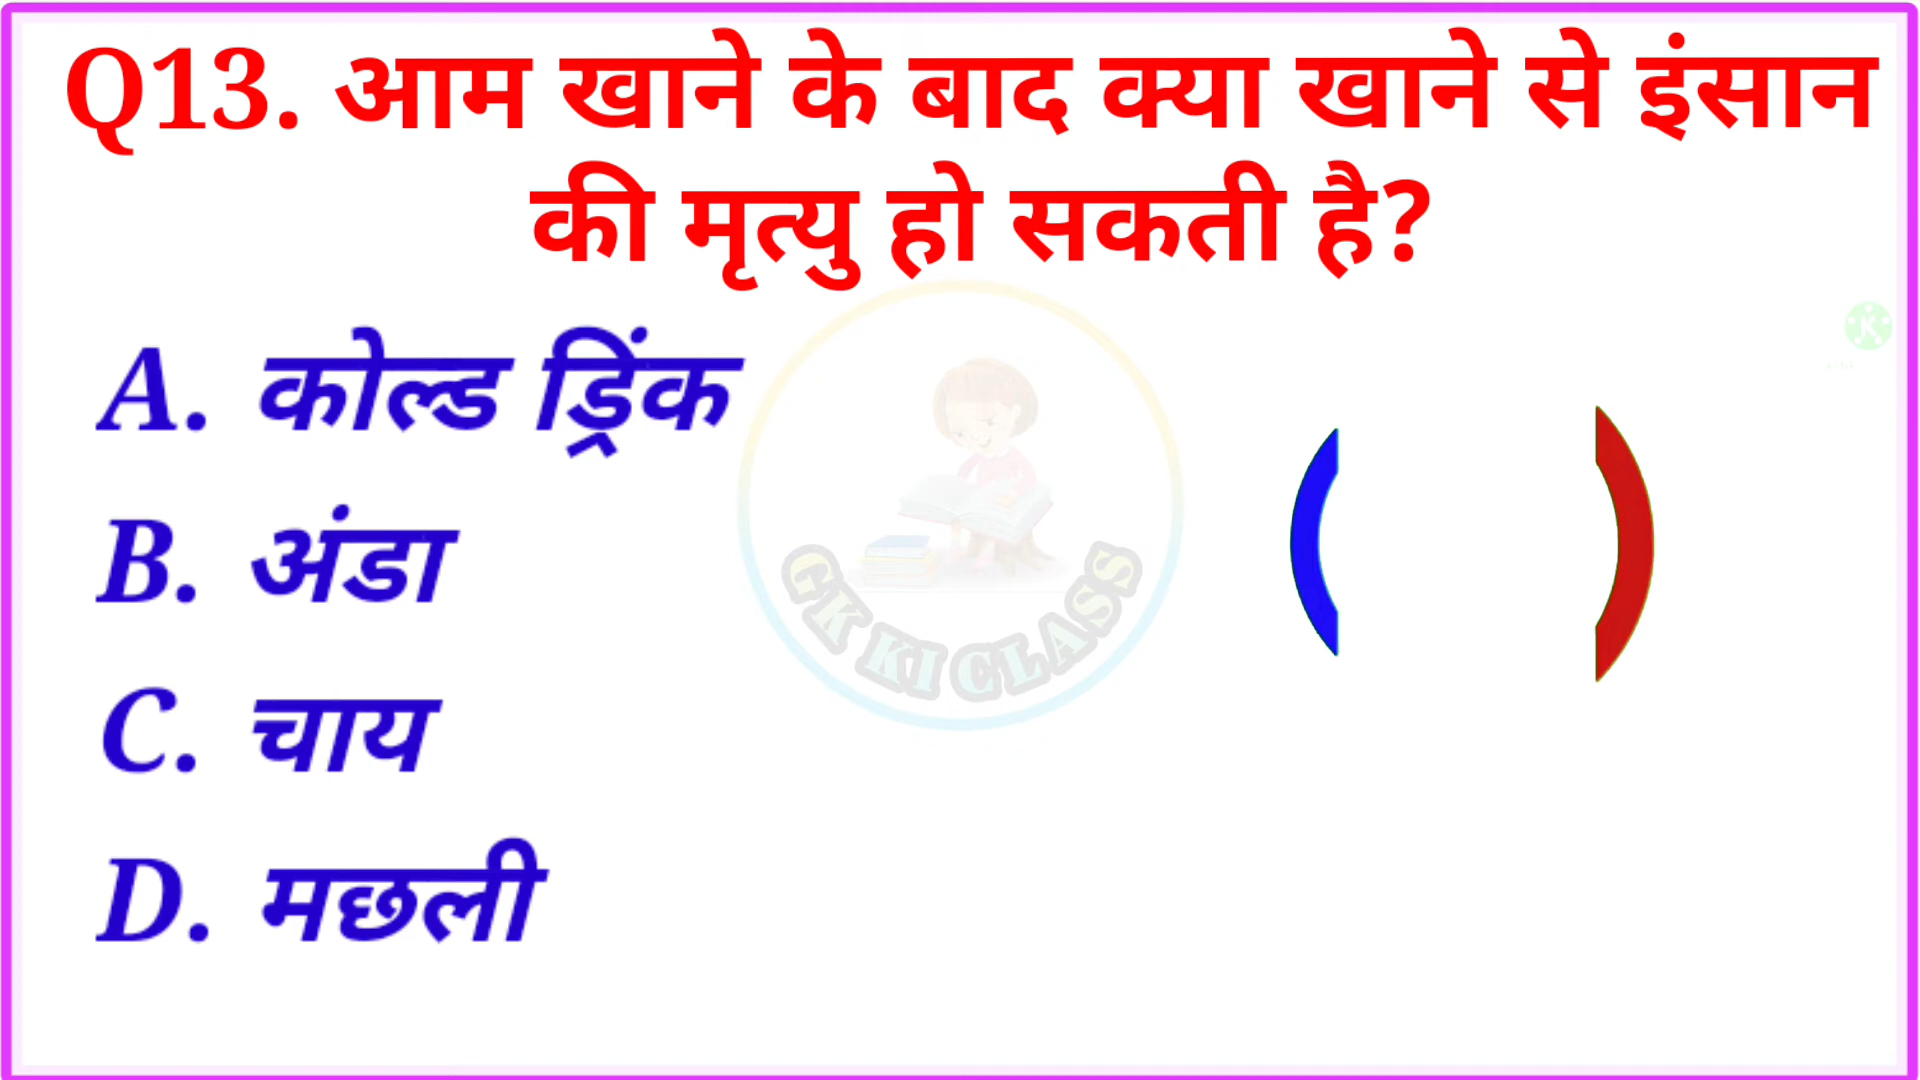 Q13. आम खाने के बाद क्या खाने से इंसान
की मृत्यु हो सकती है?
A. कोल्ड ड्रिंक
B. अंडा
C. चाय
D. मछली
( )
GK KI CLASS
K